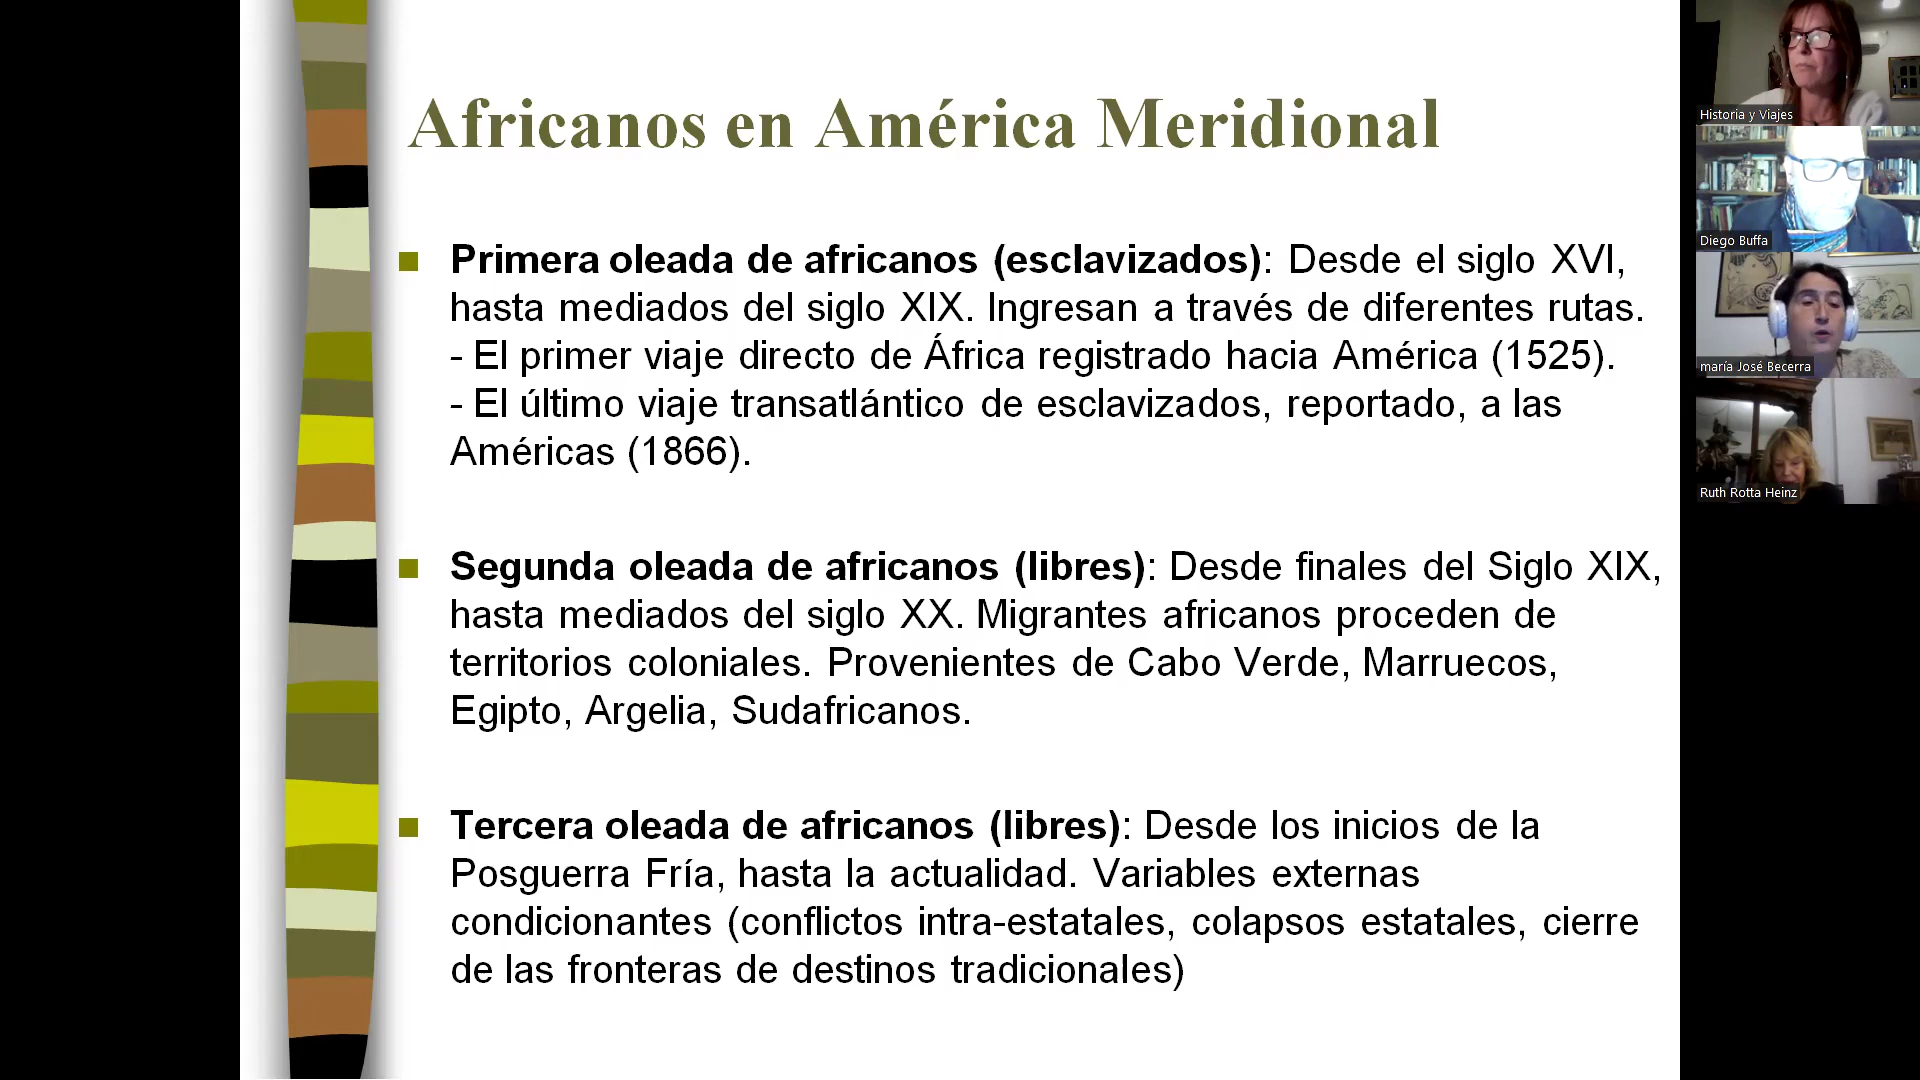 Africanos en América Meridional
Primera oleada de africanos (esclavizados): Desde el siglo XVI,
hasta mediados del siglo XIX. Ingresan a través de diferentes rutas.
- El primer viaje directo de África registrado hacia América (1525).
- El último viaje transatlántico de esclavizados, reportado, a las
Américas (1866).
Segunda oleada de africanos (libres): Desde finales del Siglo XIX,
hasta mediados del siglo XX. Migrantes africanos proceden de
territorios coloniales. Provenientes de Cabo Verde, Marruecos,
Egipto, Argelia, Sudafricanos.
Tercera oleada de africanos (libres): Desde los inicios de la
Posguerra Fría, hasta la actualidad. Variables externas
condicionantes (conflictos intra-estatales, colapsos estatales, cierre
de las fronteras de destinos tradicionales)
Historia y Viajes
Diego Buffa
maría José Becerra
Ruth Rotta Heinz